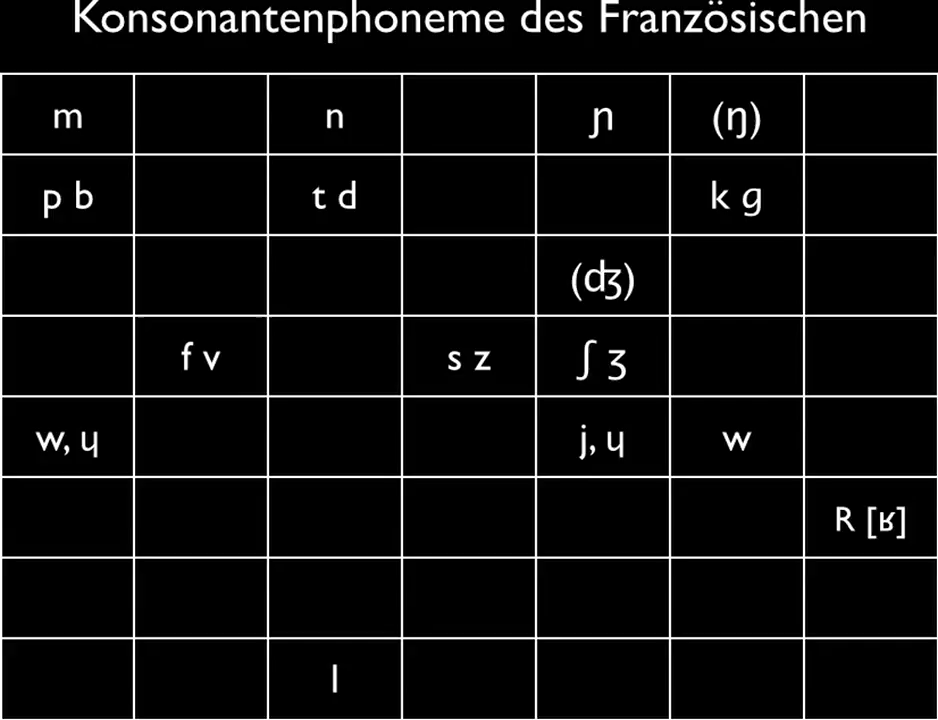 Konsonantenphoneme des Französischen
m n ɲ (ŋ)
p b t d k g
(ʤ)
f v s z ʃ ʒ
w, ɥ j, ɥ w
R [ʁ]
l